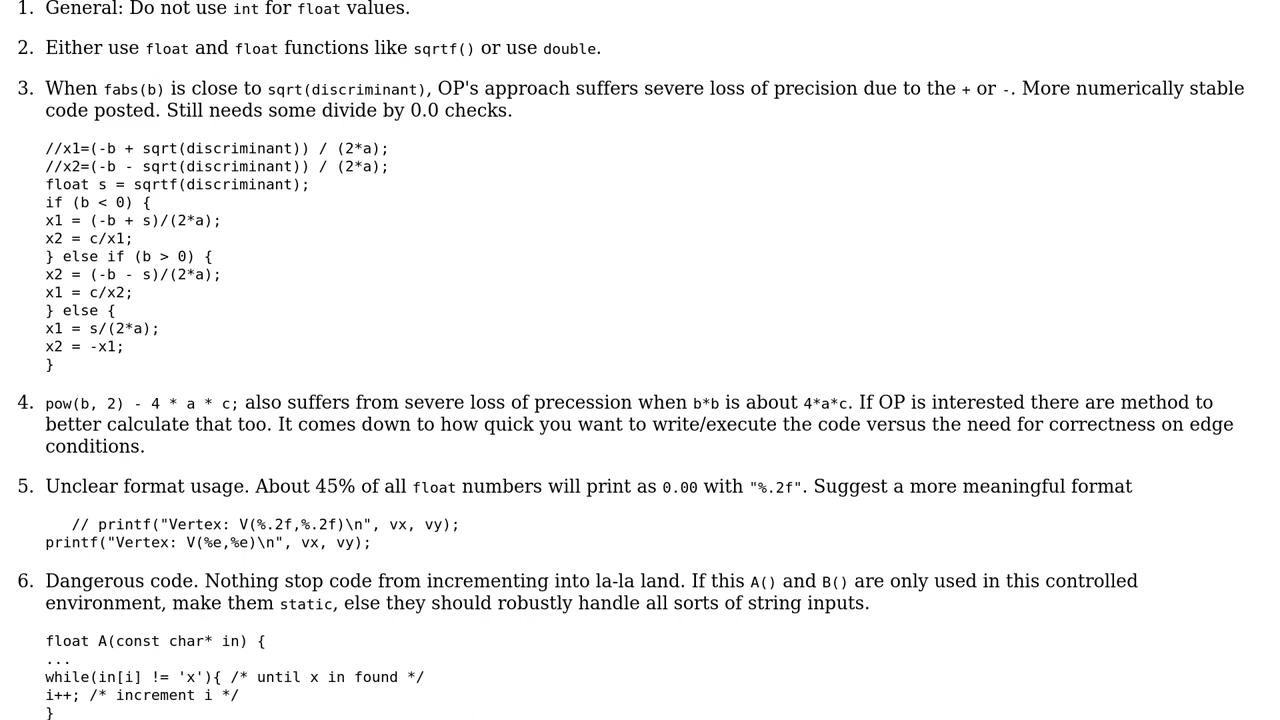 1. General: Do not use int for float values.
2. Either use float and float functions like sqrtf() or use double.
3. When fabs(b) is close to sqrt(discriminant), OP's approach suffers severe loss of precision due to the + or -. More numerically stable
code posted. Still needs some divide by 0.0 checks.
//x1=(-b + sqrt(discriminant)) / (2*a);
//x2=(-b - sqrt(discriminant)) / (2*a);
float s = sqrtf(discriminant);
if (b < 0) {
x1 = (-b + s)/(2*a);
x2 = c/x1;
} else if (b > 0) {
x2 = (-b - s)/(2*a);
x1 = c/x2;
} else {
x1 = s/(2*a);
x2 = -x1;
}
4. pow(b, 2) - 4 * a * c; also suffers from severe loss of precession when b*b is about 4*a*c. If OP is interested there are method to
better calculate that too. It comes down to how quick you want to write/execute the code versus the need for correctness on edge
conditions.
5. Unclear format usage. About 45% of all float numbers will print as 0.00 with "%.2f". Suggest a more meaningful format
// printf("Vertex: V(%.2f,%.2f)\n", vx, vy);
printf("Vertex: V(%e,%e)\n", vx, vy);
6. Dangerous code. Nothing stop code from incrementing into la-la land. If this A() and B() are only used in this controlled
environment, make them static, else they should robustly handle all sorts of string inputs.
float A(const char* in) {
...
while(in[i] != 'x'){ /* until x in found */
i++; /* increment i */
}